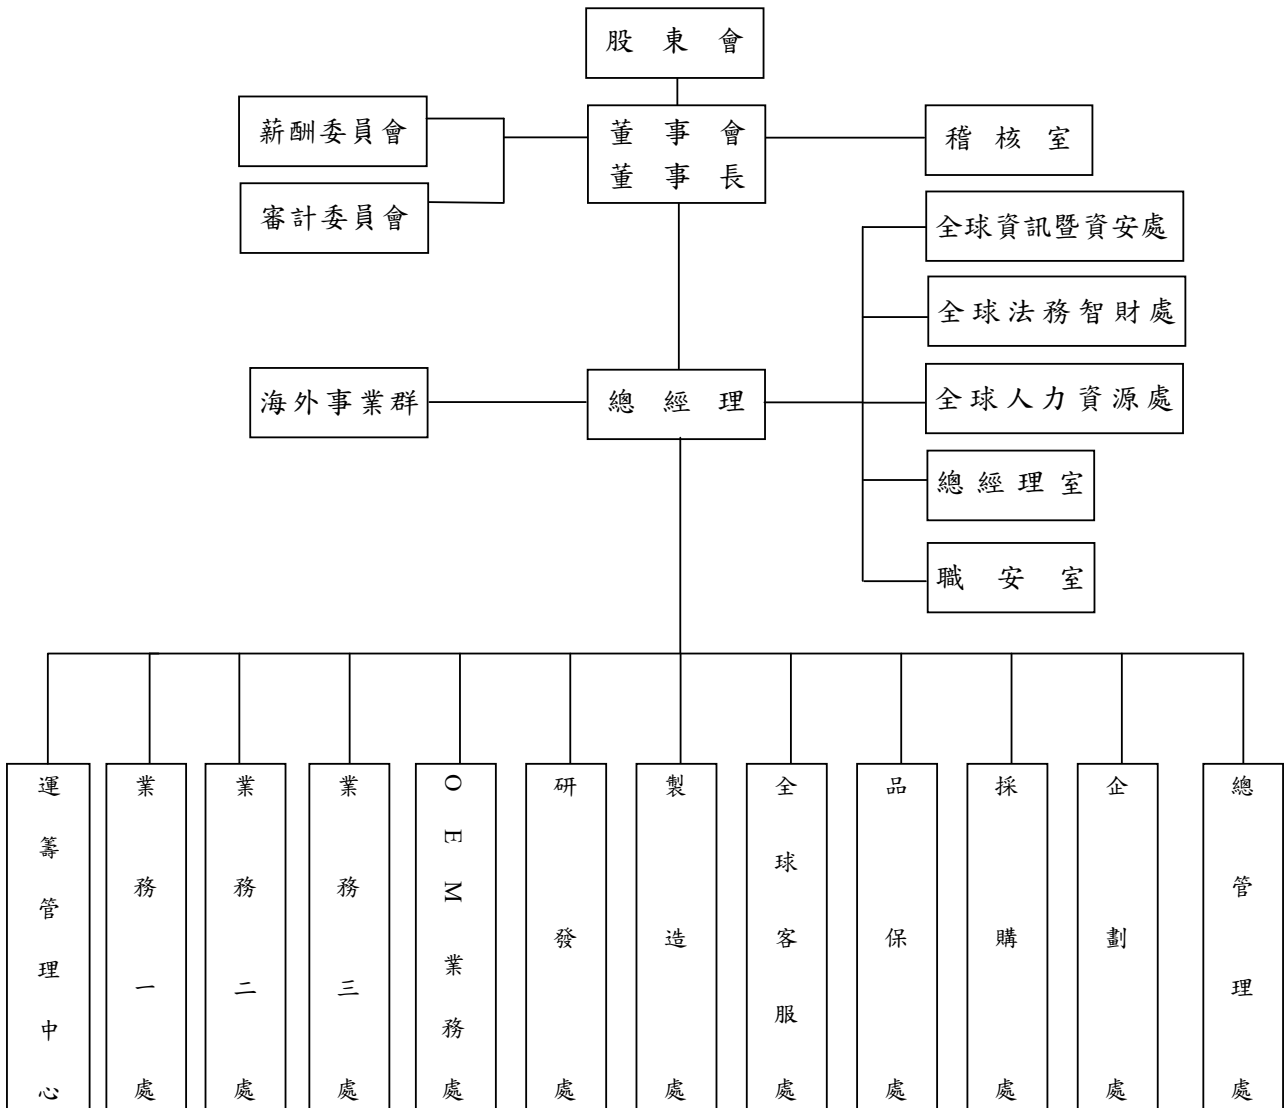 股東會
薪酬委員會
董事會
董事長
稽核室
審計委員會
全球資訊暨資安處
全球法務智財處
海外事業群
總經理
全球人力資源處
總經理室
職安室
運籌管理中心
業務一處
業務二處
業務三處
OEM業務處
研發處
製造處
全球客服處
品保處
採購處
企劃處
總管理處